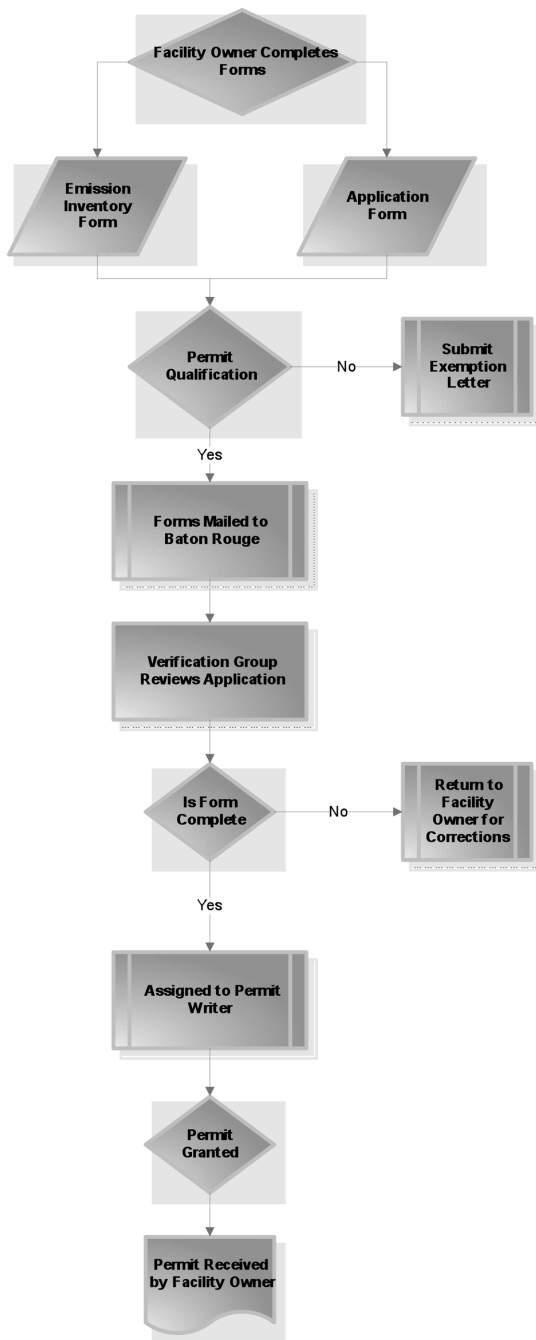 Facility Owner Completes
Forms
Emission
Inventory
Form
Application
Form
Permit
Qualification
No
Submit
Exemption
Letter
Yes
Forms Mailed to
Baton Rouge
Verification Group
Reviews Application
Is Form
Complete
No
Return to
Facility
Owner for
Corrections
Yes
Assigned to Permit
Writer
Permit
Granted
Permit Received
by Facility Owner